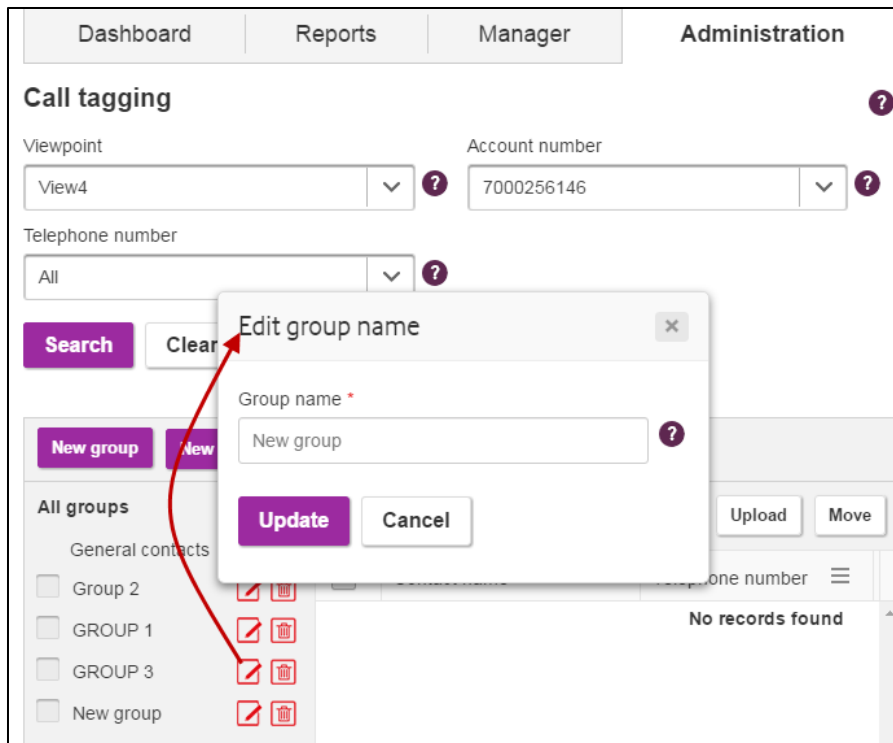 Dashboard Reports Manager Administration
Call tagging ?
Viewpoint Account number
View4 ? 7000256146 ?
Telephone number
All ?
Edit group name ×
Search Clear
Group name *
New group ?
New group New
All groups
Update Cancel Upload Move
General contacts
Contact name Telephone number
Group 2
No records found
GROUP 1
GROUP 3
New group